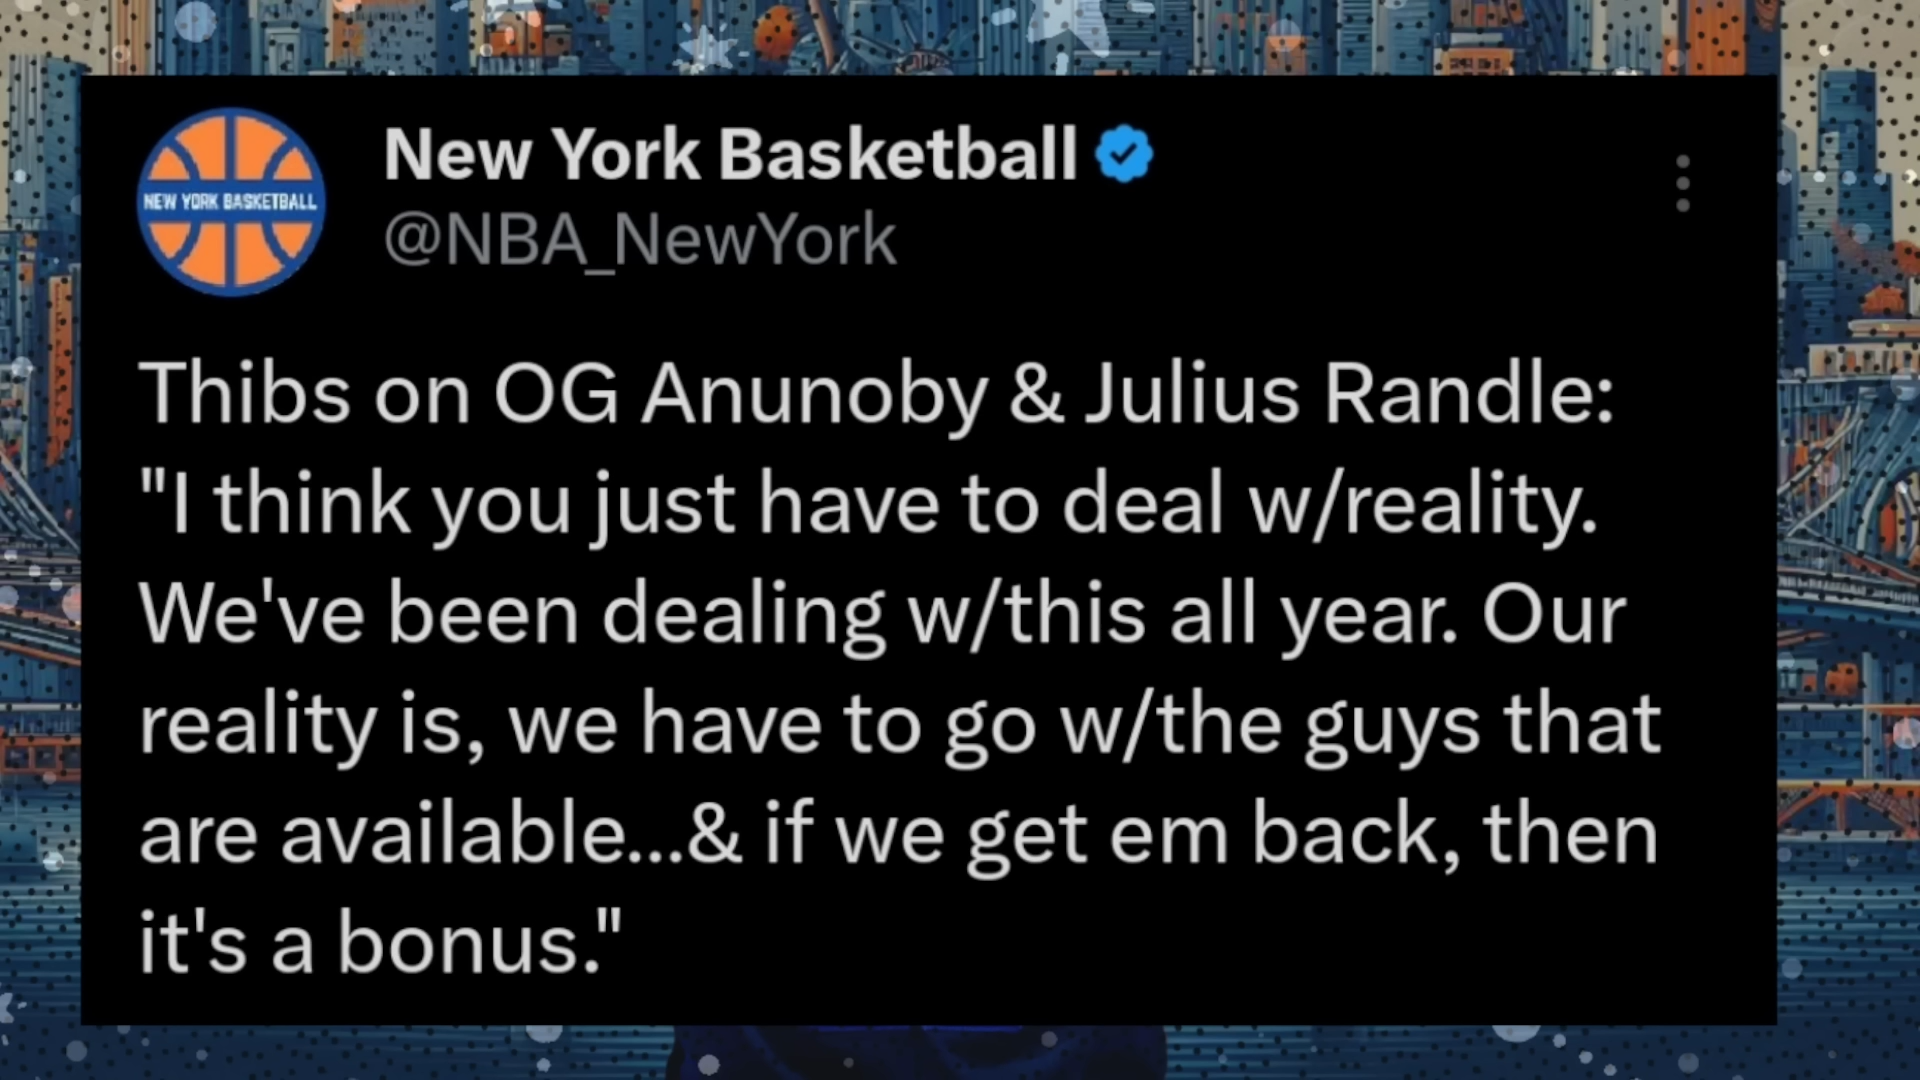 New York Basketball
@NBA_NewYork
NEW YORK BASKETBALL
Thibs on OG Anunoby & Julius Randle:
"I think you just have to deal w/reality.
We've been dealing w/this all year. Our
reality is, we have to go w/the guys that
are available...& if we get em back, then
it's a bonus."